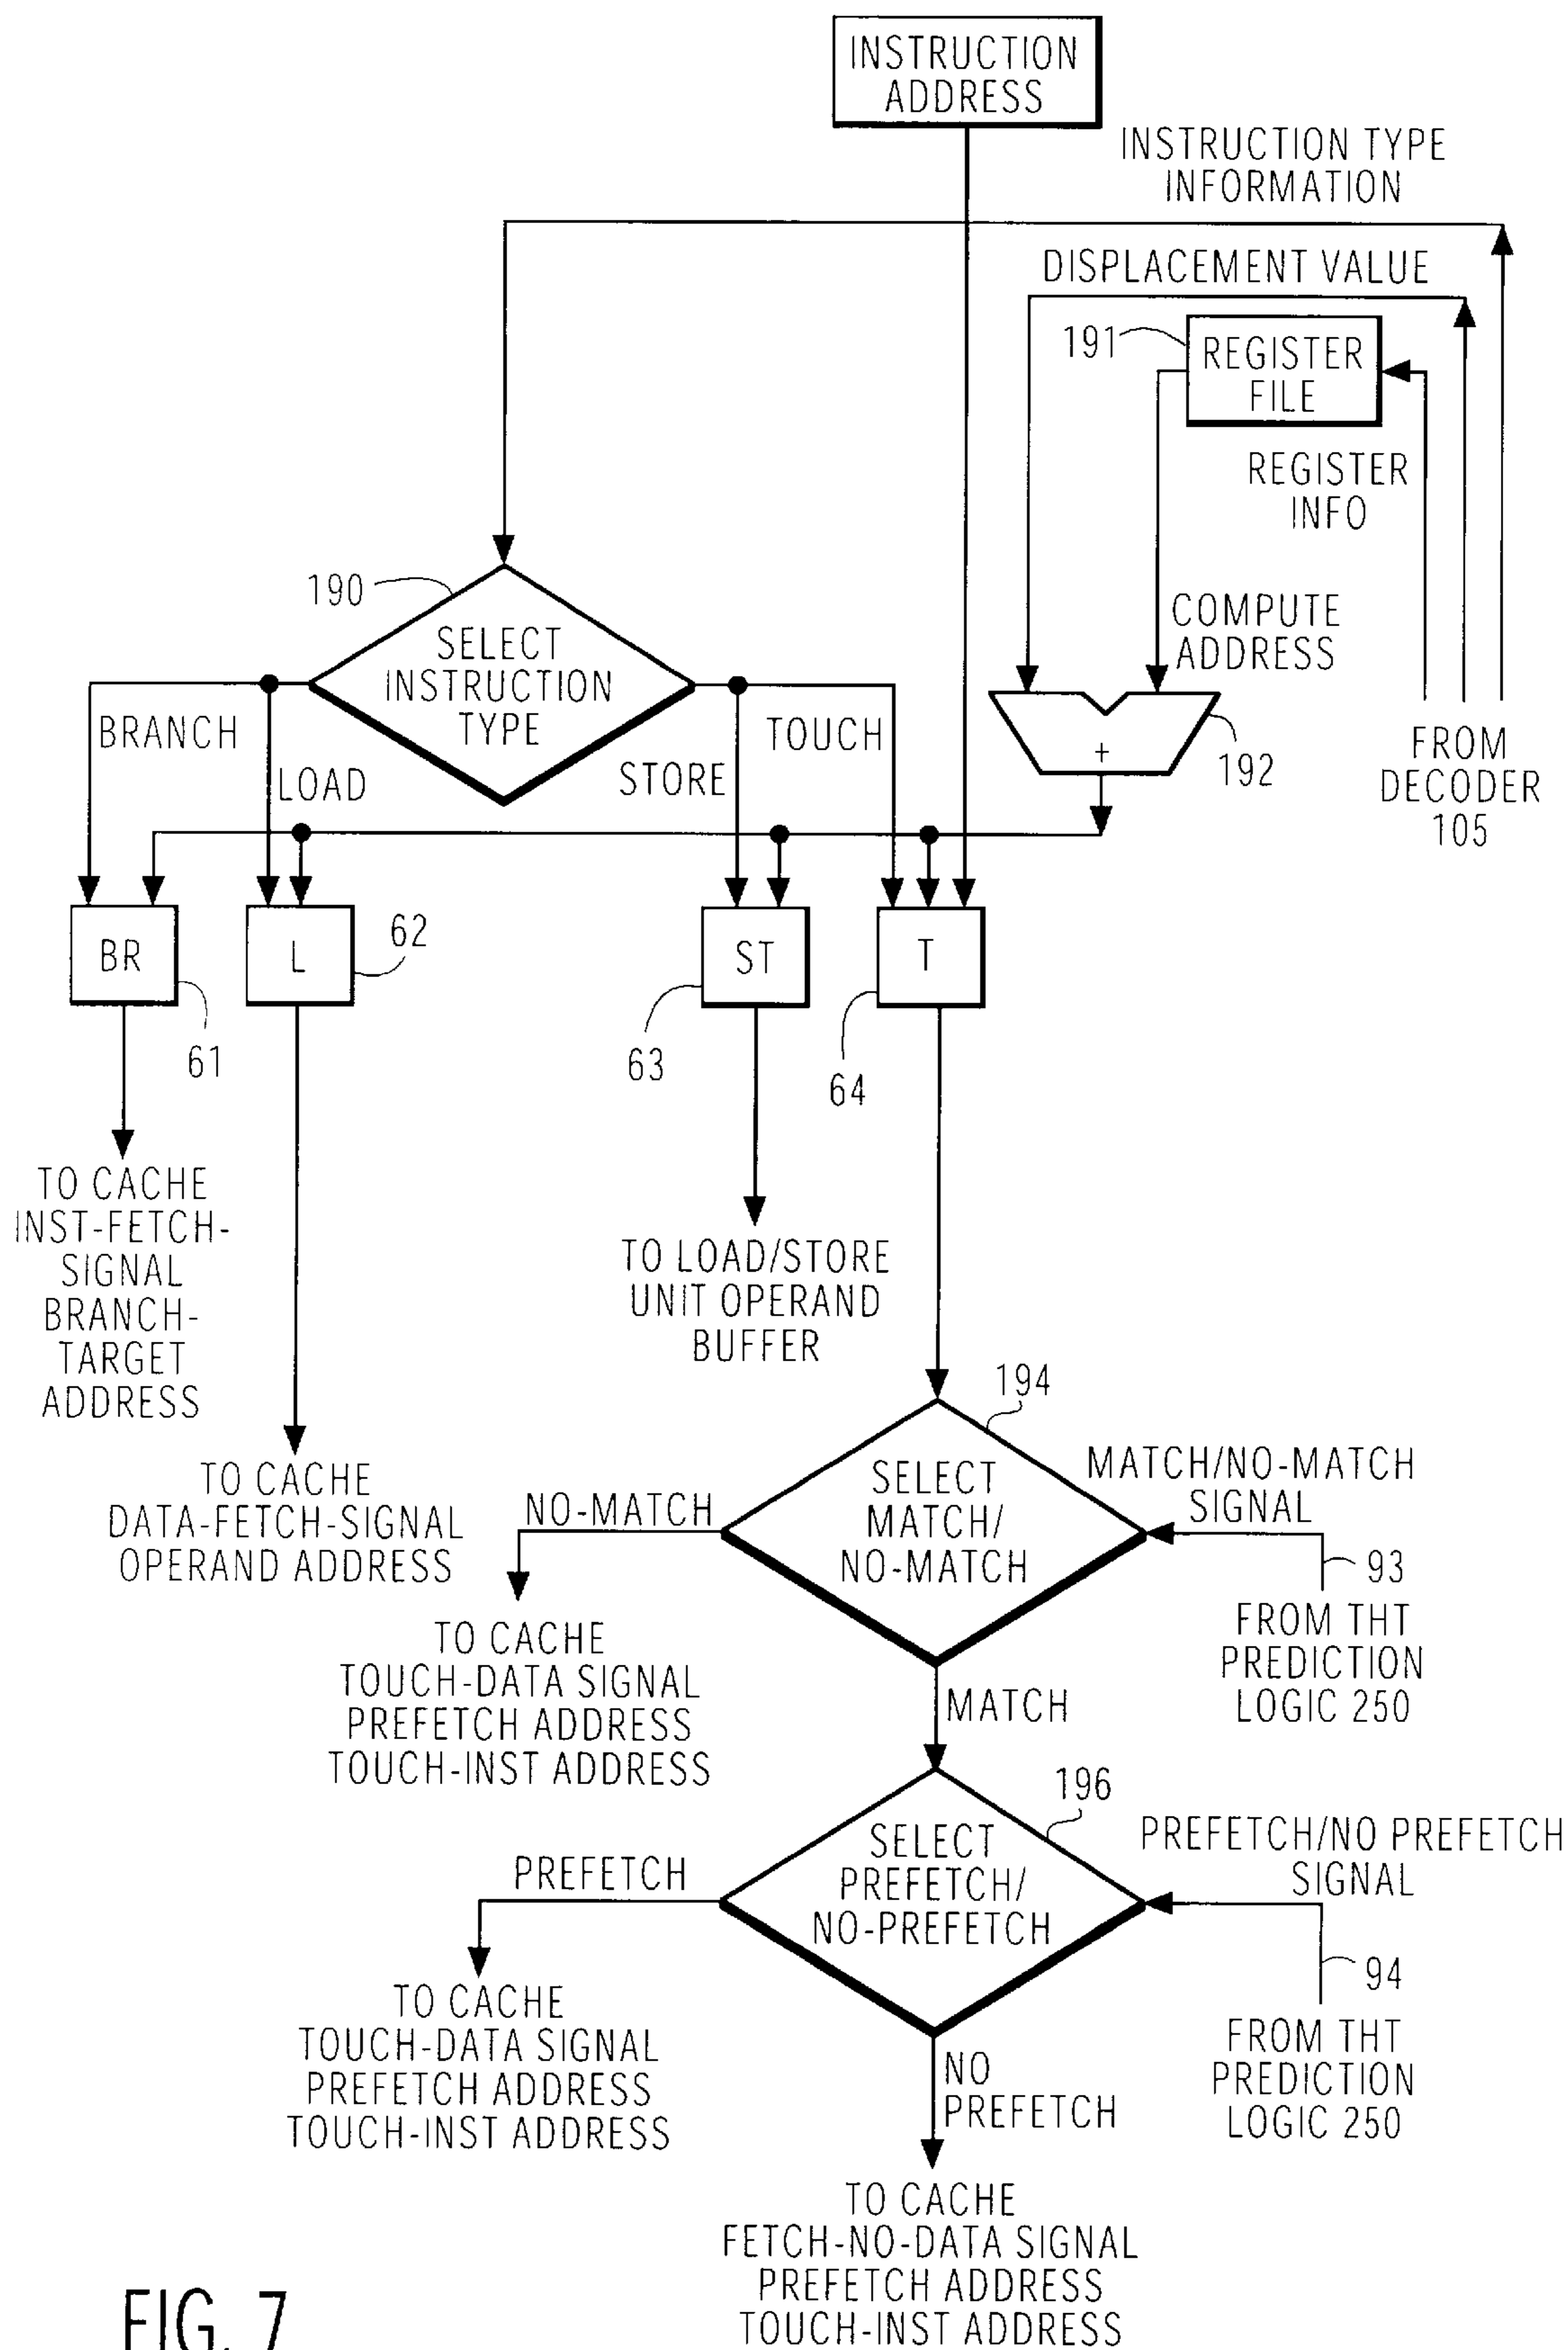 INSTRUCTION
ADDRESS
INSTRUCTION TYPE
INFORMATION
DISPLACEMENT VALUE
191
REGISTER
FILE
REGISTER
INFO
190
SELECT
INSTRUCTION
TYPE
COMPUTE
ADDRESS
BRANCH
LOAD
STORE
TOUCH
+
192
FROM
DECODER
105
BR
L
62
ST
T
61
63
64
TO CACHE
INST-FETCH-
SIGNAL
BRANCH-
TARGET
ADDRESS
TO LOAD/STORE
UNIT OPERAND
BUFFER
TO CACHE
DATA-FETCH-SIGNAL
OPERAND ADDRESS
194
SELECT
MATCH/
NO-MATCH
MATCH/NO-MATCH
SIGNAL
NO-MATCH
93
FROM THT
PREDICTION
LOGIC 250
TO CACHE
TOUCH-DATA SIGNAL
PREFETCH ADDRESS
TOUCH-INST ADDRESS
MATCH
196
SELECT
PREFETCH/
NO-PREFETCH
PREFETCH/NO PREFETCH
SIGNAL
PREFETCH
94
FROM THT
PREDICTION
LOGIC 250
TO CACHE
TOUCH-DATA SIGNAL
PREFETCH ADDRESS
TOUCH-INST ADDRESS
NO
PREFETCH
TO CACHE
FETCH-NO-DATA SIGNAL
PREFETCH ADDRESS
TOUCH-INST ADDRESS
FIG. 7